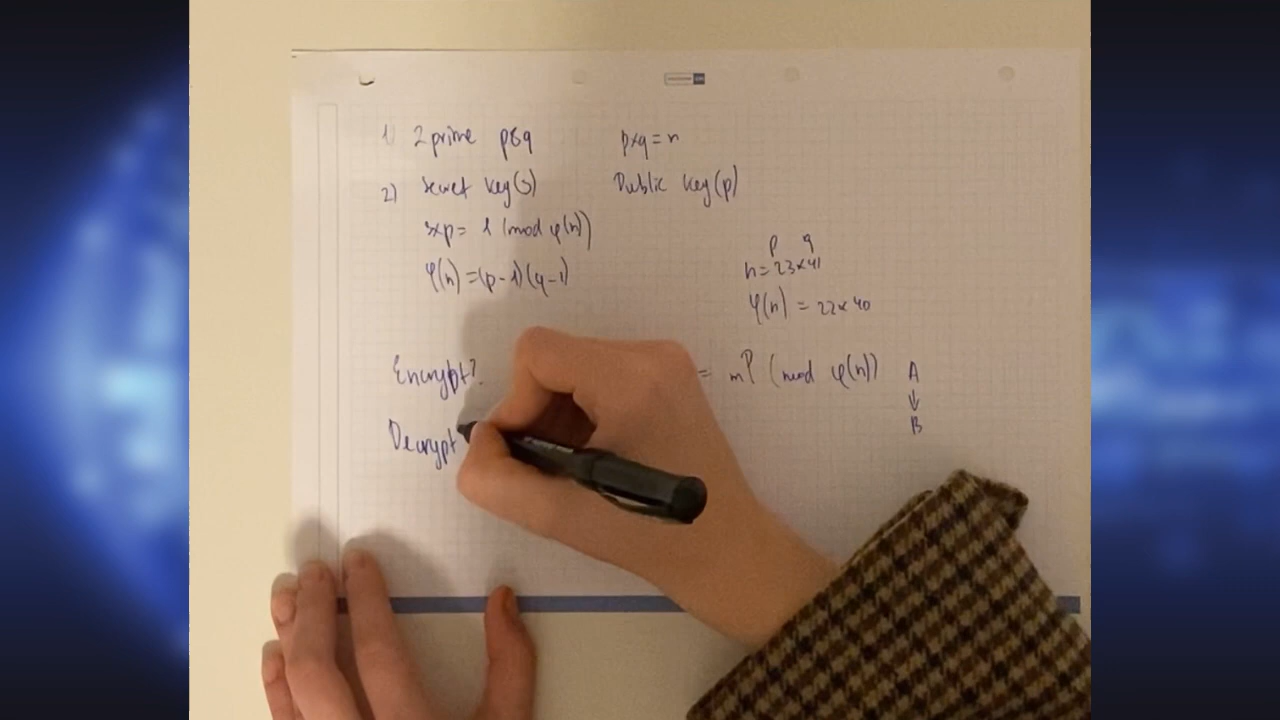 1) 2 prime p&q p×q = n
2) Secret key(s) Public key(p)
s×p = 1 (mod φ(n))
φ(n) = (p-1)(q-1)
p q
n = 23×41
φ(n) = 22×40
Encrypt? = m^p (mod φ(n)) A
↓
Decrypt B